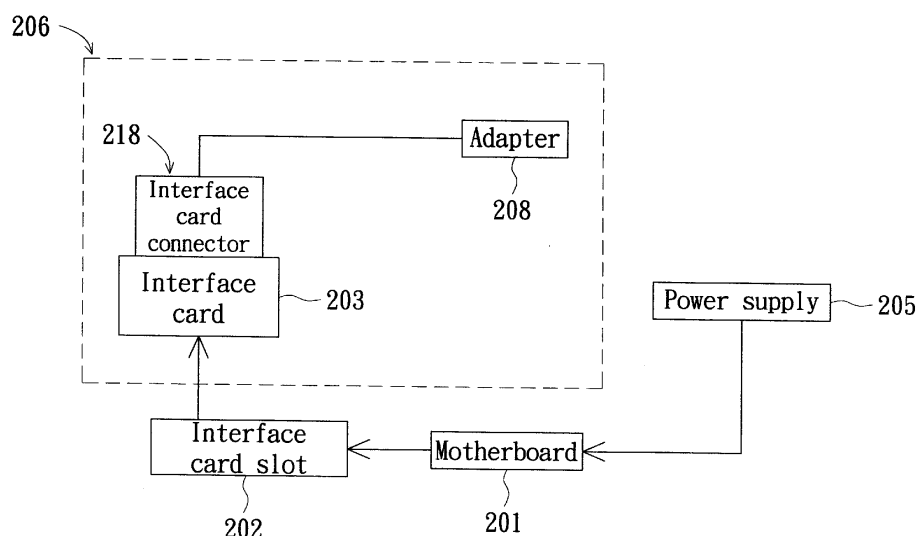 206
218
Adapter
208
Interface
card
connector
Interface
card
203
Power supply
205
Interface
card slot
202
Motherboard
201